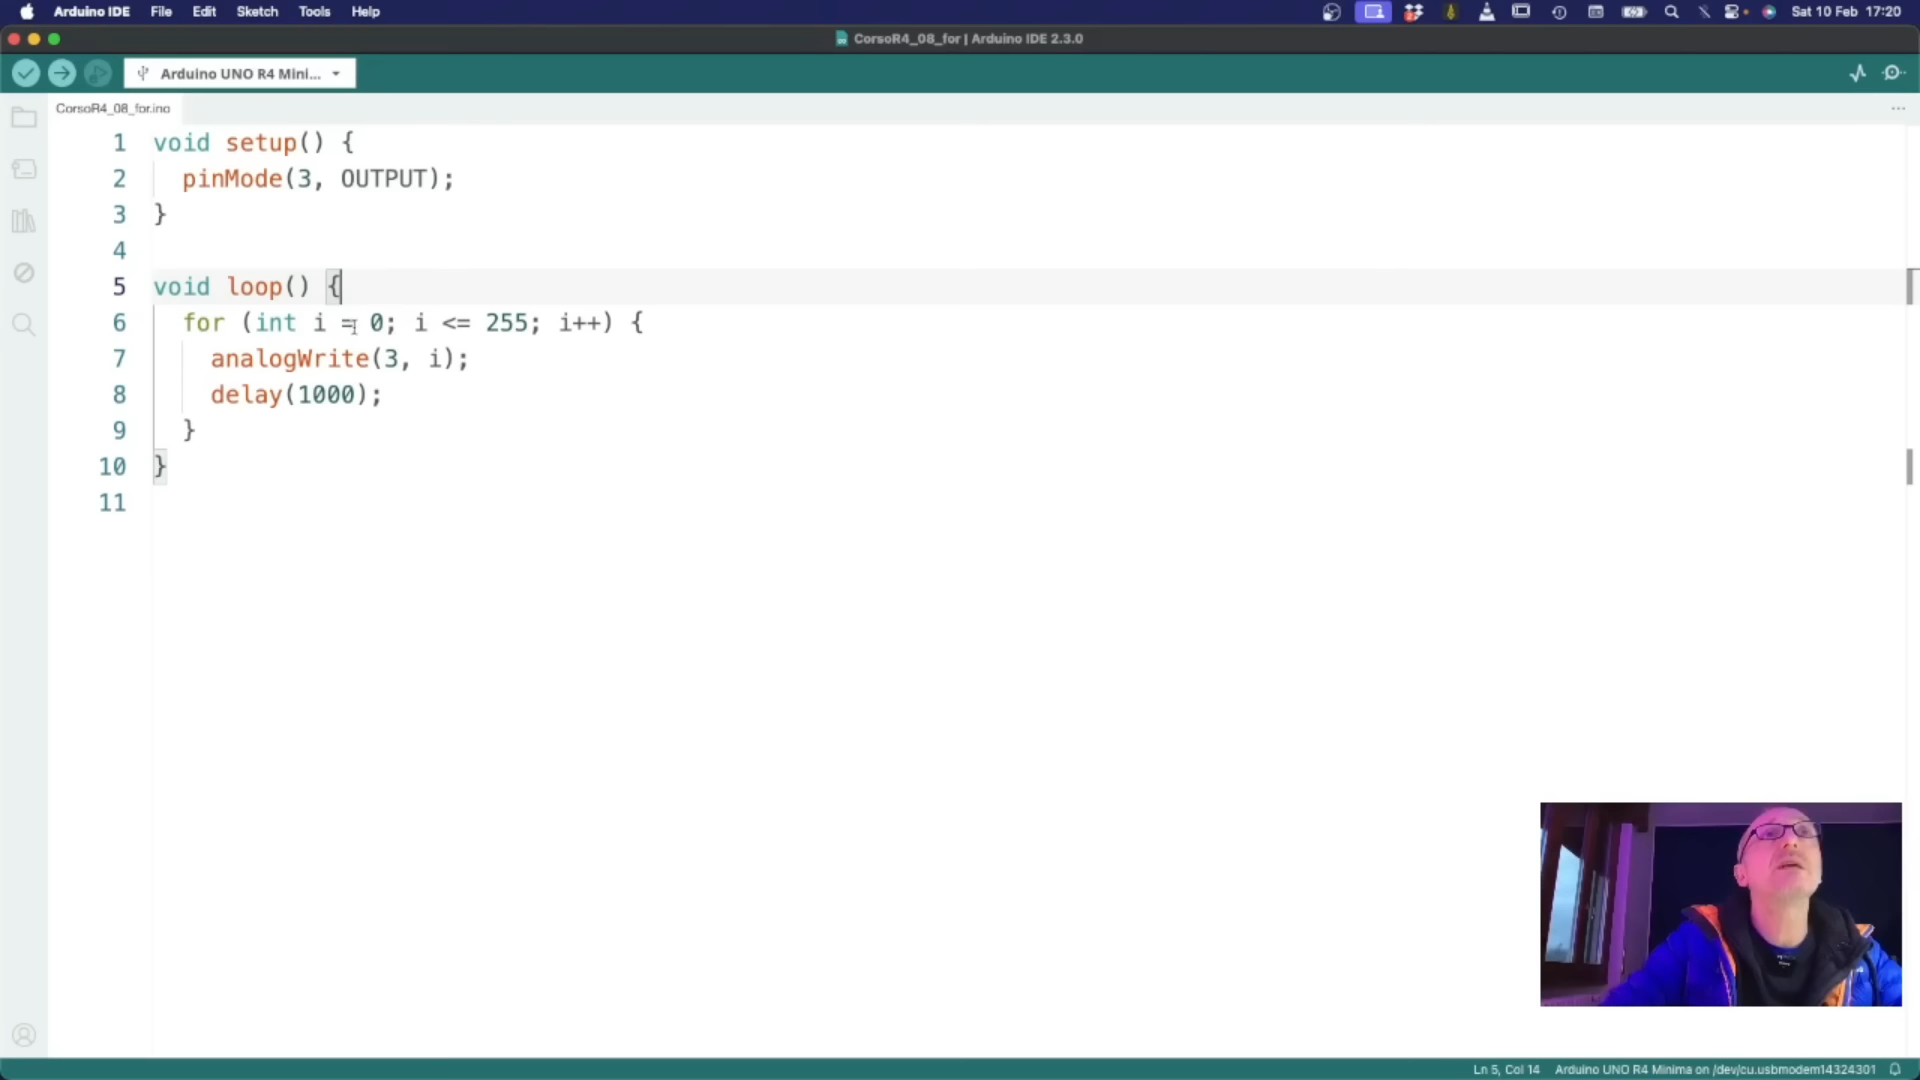 Arduino IDE File Edit Sketch Tools Help Sat 10 Feb 17:20
CorsoR4_08_for | Arduino IDE 2.3.0
Arduino UNO R4 Mini...
CorsoR4_08_for.ino
1 void setup() {
2 pinMode(3, OUTPUT);
3 }
4
5 void loop() {
6 for (int i = 0; i <= 255; i++) {
7 analogWrite(3, i);
8 delay(1000);
9 }
10 }
11
Ln 5, Col 14 Arduino UNO R4 Minima on /dev/cu.usbmodem14324301